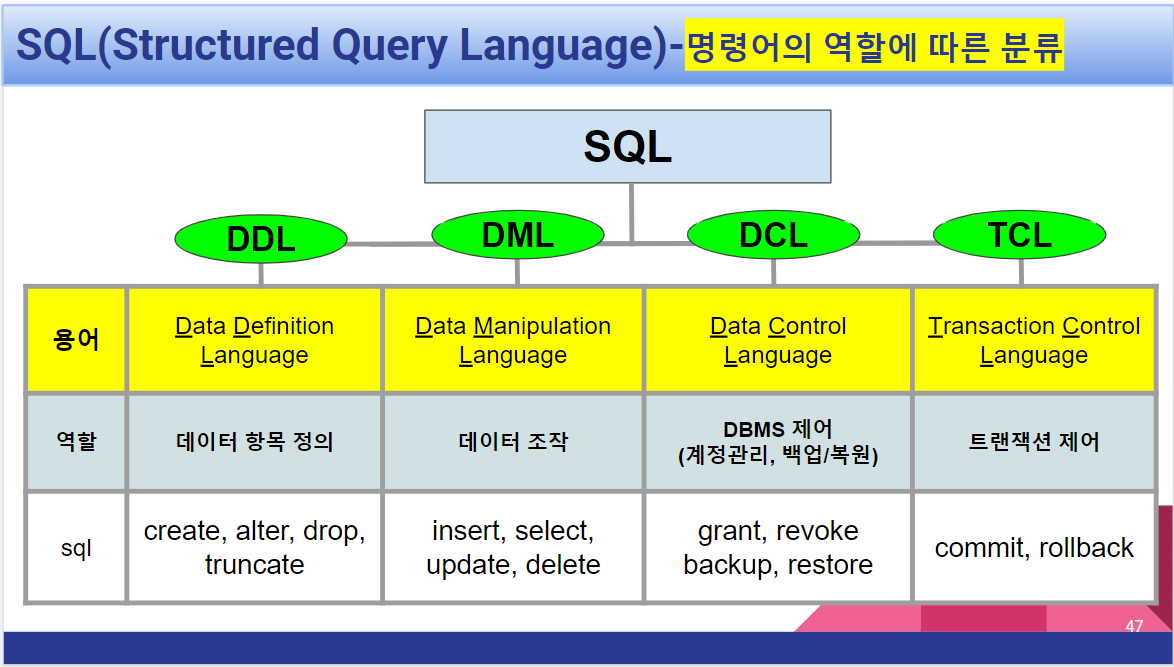 SQL(Structured Query Language)-명령어의 역할에 따른 분류
SQL
DDL
DML
DCL
TCL
용어
Data Definition
Language
Data Manipulation
Language
Data Control
Language
Transaction Control
Language
역할
데이터 항목 정의
데이터 조작
DBMS 제어
(계정관리, 백업/복원)
트랜잭션 제어
sql
create, alter, drop,
truncate
insert, select,
update, delete
grant, revoke
backup, restore
commit, rollback
47